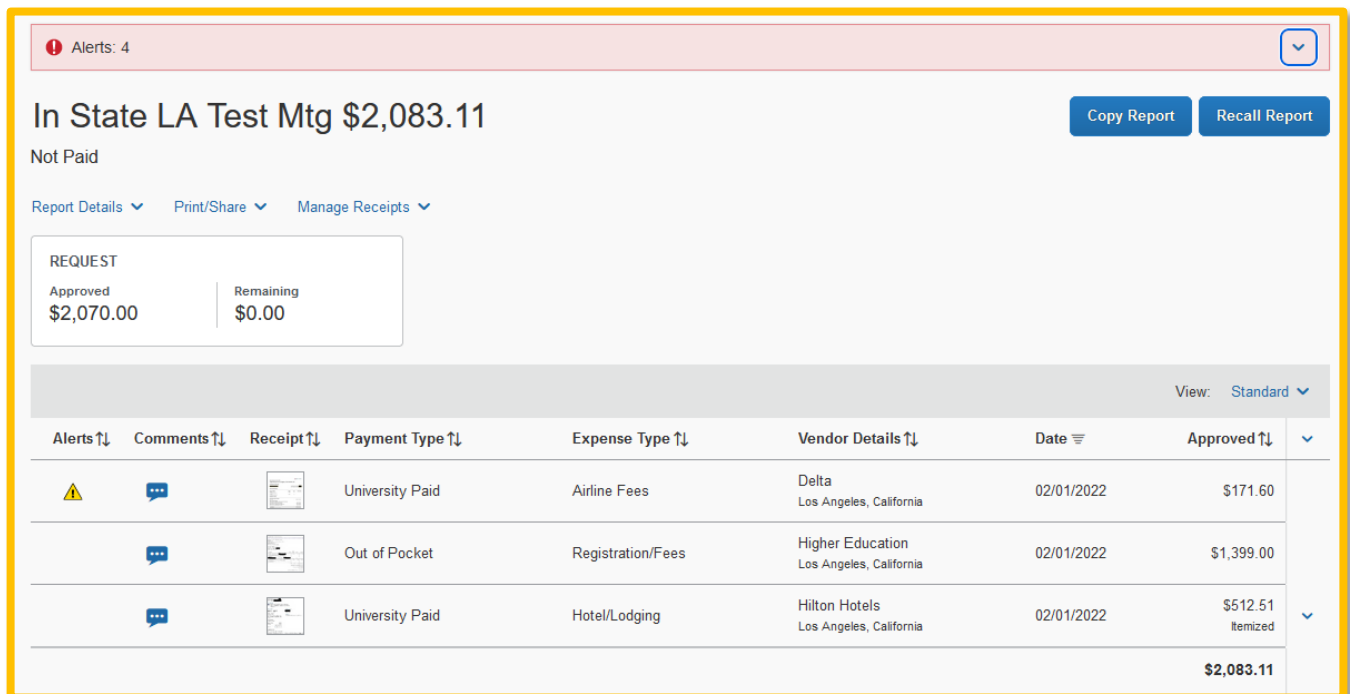 Alerts: 4
In State LA Test Mtg $2,083.11
Copy Report
Recall Report
Not Paid
Report Details
Print/Share
Manage Receipts
REQUEST
Approved Remaining
$2,070.00 $0.00
View: Standard
Alerts Comments Receipt Payment Type Expense Type Vendor Details Date Approved
University Paid Airline Fees Delta 02/01/2022 $171.60
Los Angeles, California
Out of Pocket Registration/Fees Higher Education 02/01/2022 $1,399.00
Los Angeles, California
University Paid Hotel/Lodging Hilton Hotels 02/01/2022 $512.51
Los Angeles, California Itemized
$2,083.11